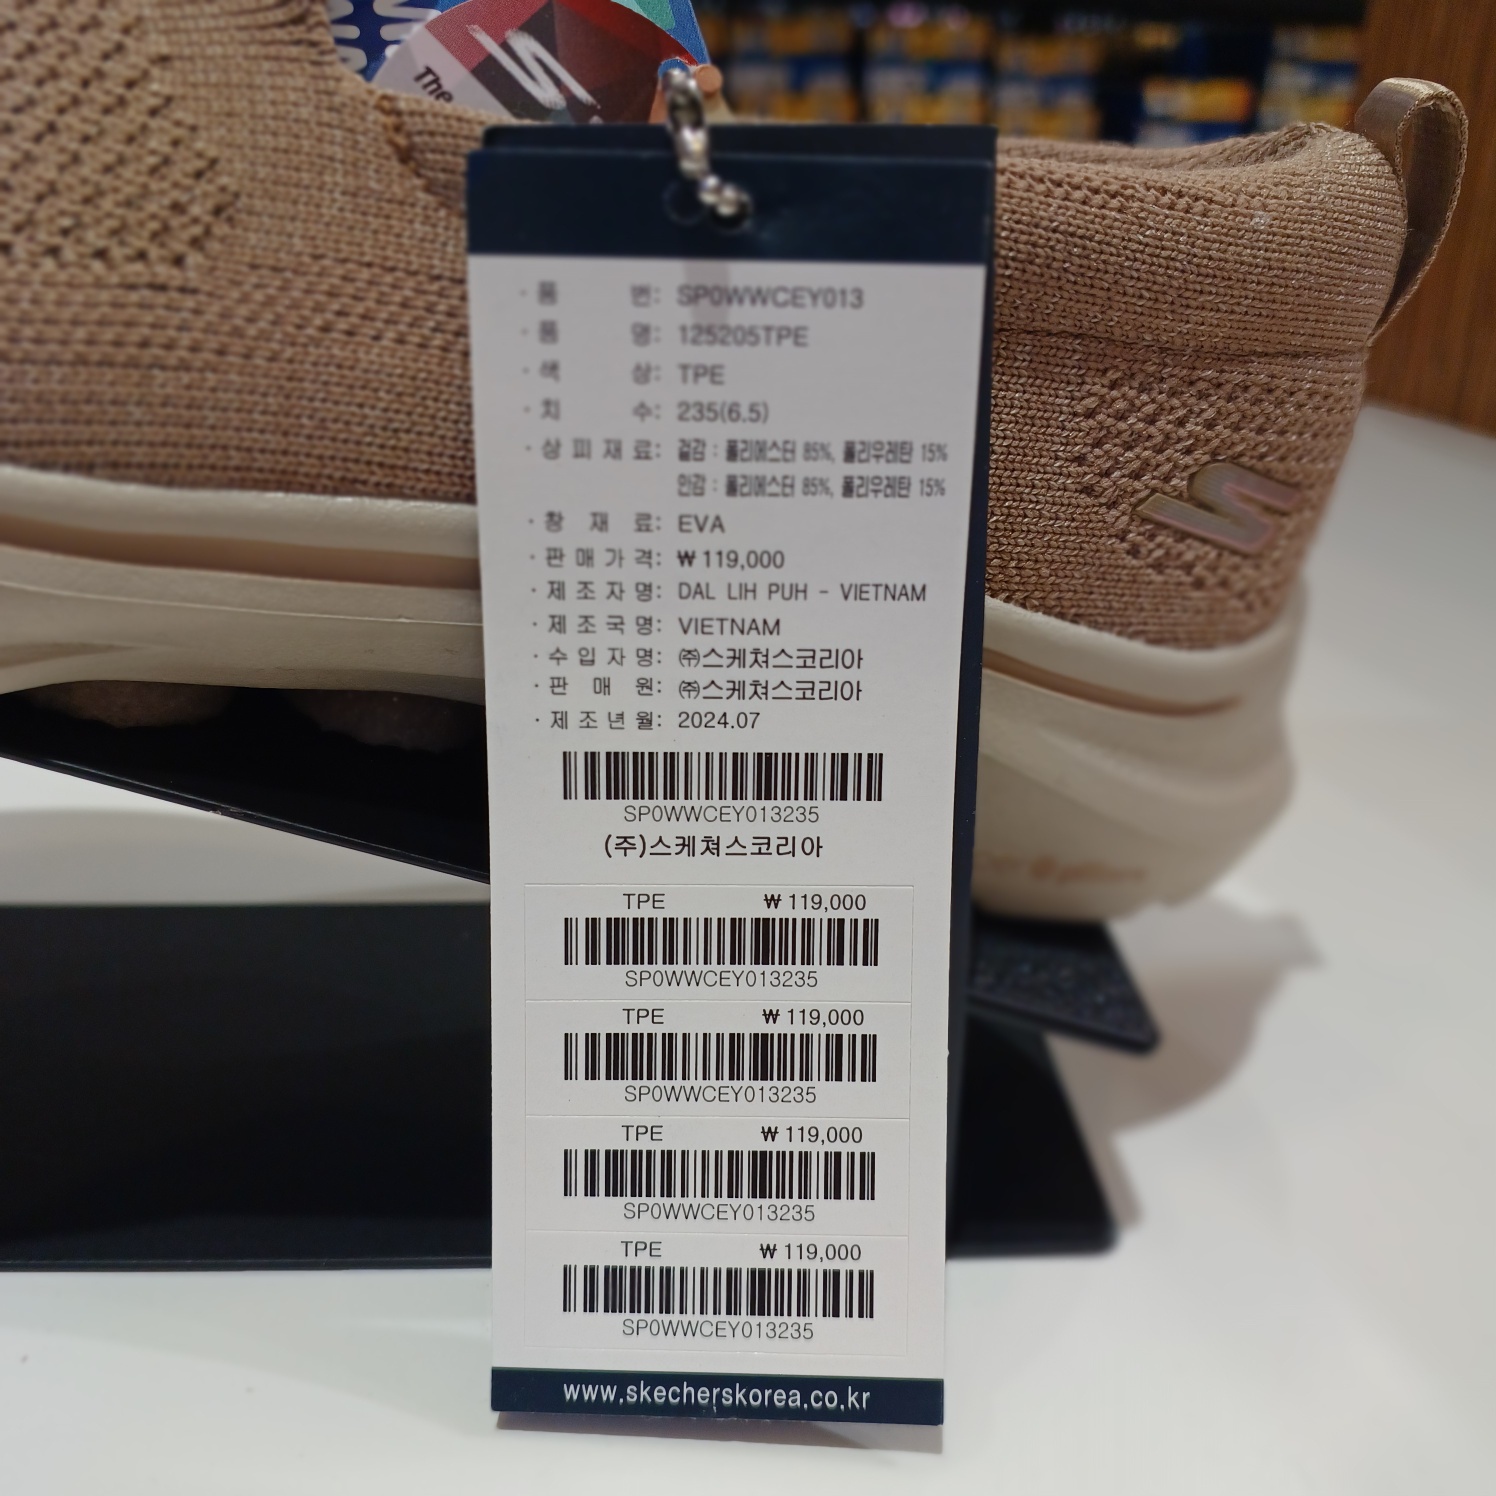 The
· 품 번: SP0WWCEY013
· 품 명: 125205TPE
· 색 상: TPE
· 치 수: 235(6.5)
· 상 피 재 료: 겉감 : 폴리에스터 85%, 폴리우레탄 15%
안감 : 폴리에스터 85%, 폴리우레탄 15%
· 창 재 료: EVA
· 판 매 가 격: ₩ 119,000
· 제 조 자 명: DAL LIH PUH - VIETNAM
· 제 조 국 명: VIETNAM
· 수 입 자 명: ㈜스케쳐스코리아
· 판 매 원: ㈜스케쳐스코리아
· 제 조 년 월: 2024.07
SP0WWCEY013235
(주)스케쳐스코리아
TPE ₩ 119,000
SP0WWCEY013235
TPE ₩ 119,000
SP0WWCEY013235
TPE ₩ 119,000
SP0WWCEY013235
TPE ₩ 119,000
SP0WWCEY013235
www.skecherskorea.co.kr